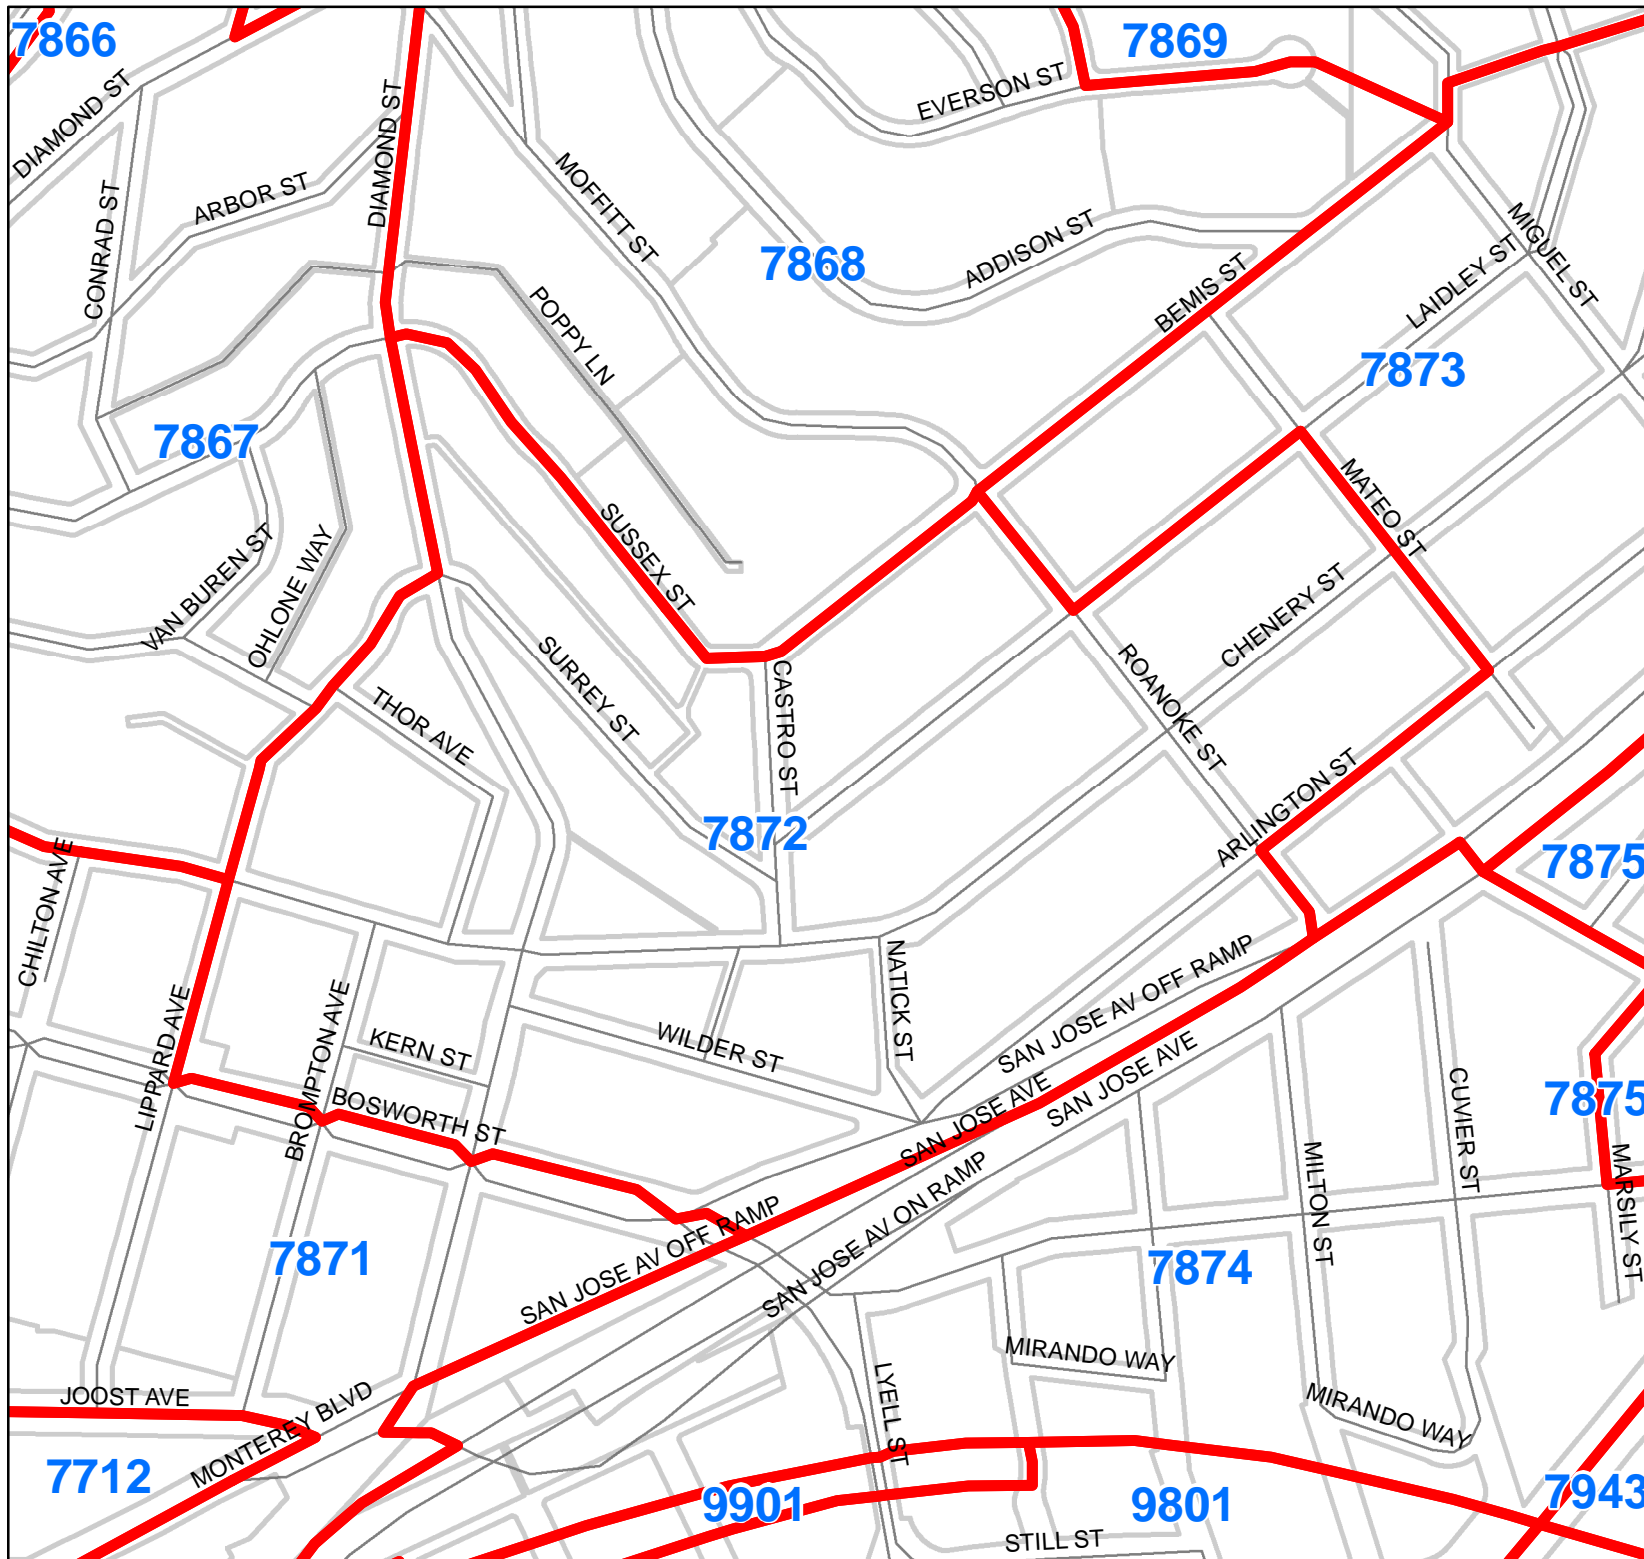 7866
7869
DIAMOND ST
DIAMOND ST
EVERSON ST
CONRAD ST
ARBOR ST
MOFFITT ST
7868
ADDISON ST
MIGUEL ST
LAIDLEY ST
BEMIS ST
POPPY LN
7873
7867
MATEO ST
VAN BUREN ST
OHLONE WAY
SUSSEX ST
CHENERY ST
SURREY ST
ROANOKE ST
THOR AVE
CASTRO ST
7872
ARLINGTON ST
7875
CHILTON AVE
NATICK ST
SAN JOSE AV OFF RAMP
LIPPARD AVE
BROMPTON AVE
KERN ST
WILDER ST
SAN JOSE AVE
SAN JOSE AVE
BOSWORTH ST
CUVIER ST
7875
MILTON ST
MARSILY ST
SAN JOSE AV ON RAMP
SAN JOSE AV OFF RAMP
7871
7874
MIRANDO WAY
LYELL ST
MIRANDO WAY
JOOST AVE
MONTEREY BLVD
7712
9901
9801
7943
STILL ST